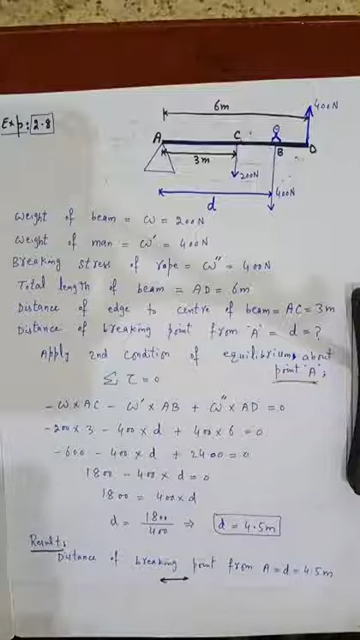 Exp: 2.8
6m
400N
A
C
B
D
3m
200N
400N
d
Weight of beam = ω = 200N
Weight of man = ω' = 400N
Breaking stress of rope = ω" = 400N
Total length of beam = AD = 6m
Distance of edge to centre of beam = AC = 3m
Distance of breaking point from 'A' = d = ?
Apply 2nd condition of equilibrium about
point 'A';
Σ τ = 0
-ω × AC - ω' × AB + ω" × AD = 0
-200 × 3 - 400 × d + 400 × 6 = 0
-600 - 400 × d + 2400 = 0
1800 - 400 × d = 0
1800 = 400 × d
d = 1800/400 ⇒ d = 4.5m
Result:
Distance of breaking point from A = d = 4.5m